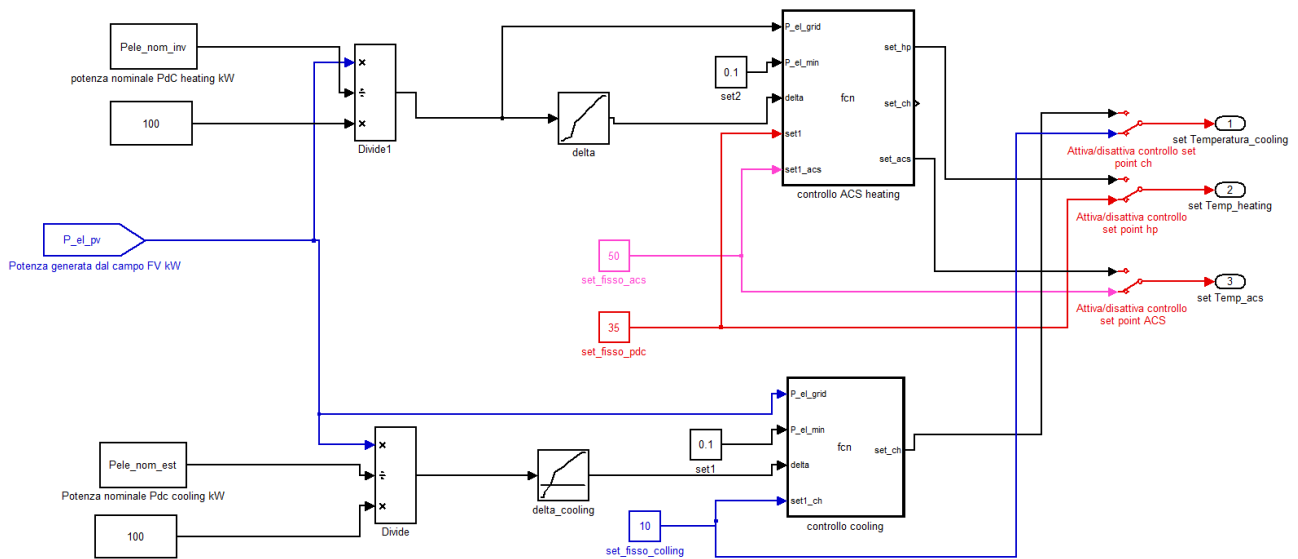 Pele_nom_inv
potenza nominale PdC heating kW
100
×
÷
×
Divide1
delta
0.1
set2
P_el_grid
P_el_min
delta
set1
set1_acs
fcn
set_hp
set_ch
set_acs
controllo ACS heating
P_el_pv
Potenza generata dal campo FV kW
50
set_fisso_acs
35
set_fisso_pdc
Attiva/disattiva controllo set
point ch
1
set Temperatura_cooling
Attiva/disattiva controllo
set point hp
2
set Temp_heating
Attiva/disattiva controllo
set point ACS
3
set Temp_acs
Pele_nom_est
Potenza nominale Pdc cooling kW
100
×
÷
×
Divide
delta_cooling
0.1
set1
P_el_grid
P_el_min
delta
set1_ch
fcn
set_ch
controllo cooling
10
set_fisso_colling